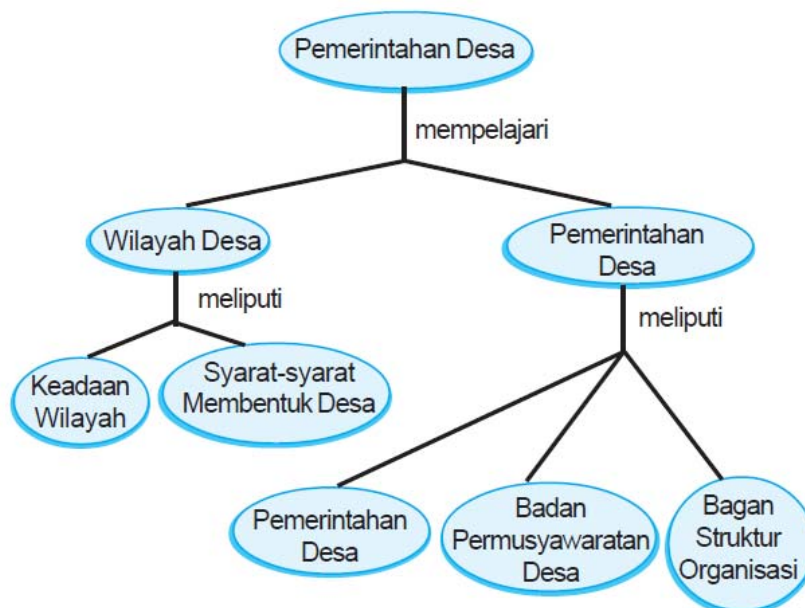 Pemerintahan Desa
mempelajari
Wilayah Desa
Pemerintahan
Desa
meliputi
meliputi
Keadaan
Wilayah
Syarat-syarat
Membentuk Desa
Pemerintahan
Desa
Badan
Permusyawaratan
Desa
Bagan
Struktur
Organisasi